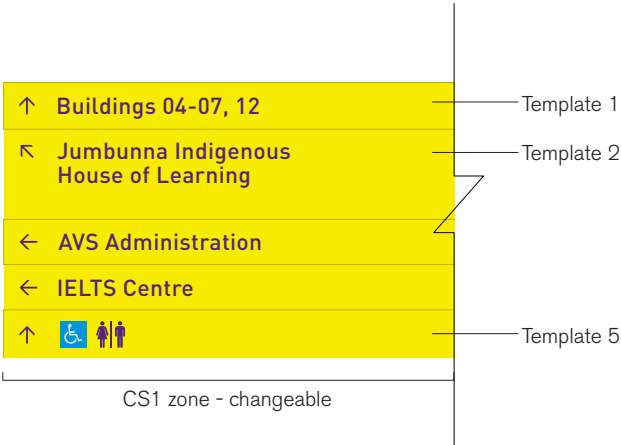 Buildings 04-07, 12
Template 1
Jumbunna Indigenous
House of Learning
Template 2
AVS Administration
IELTS Centre
Template 5
CS1 zone - changeable